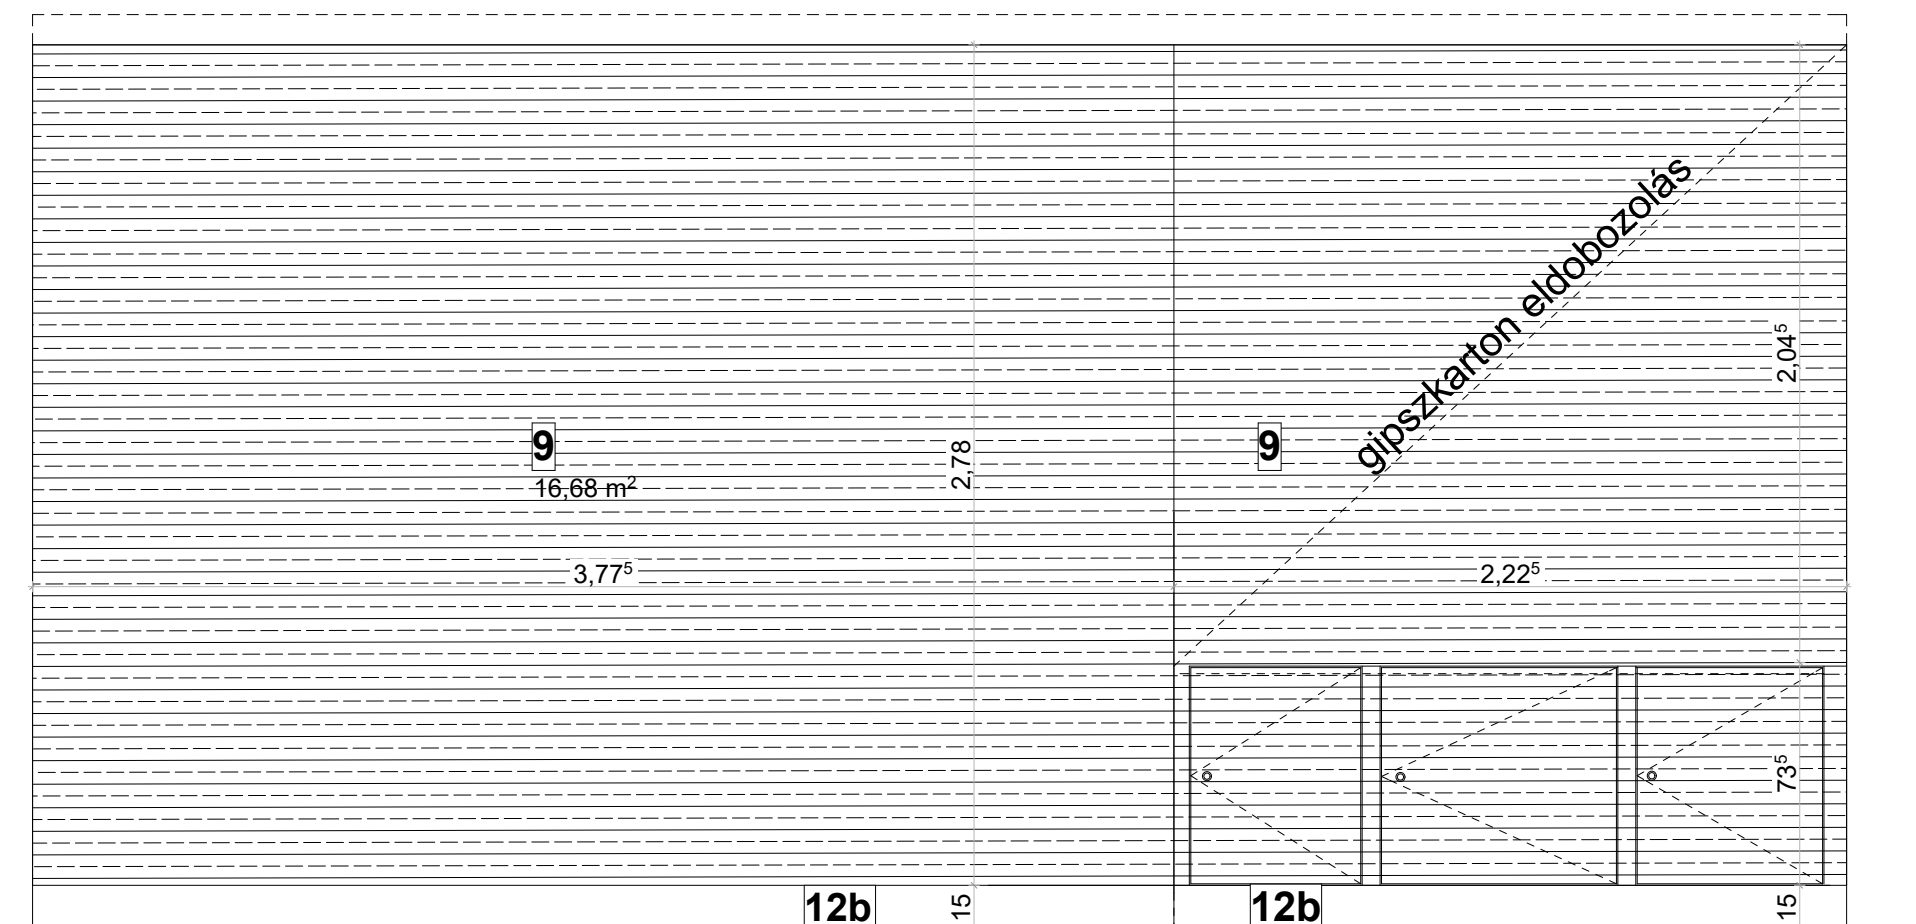 gipszkarton eldobozolás
2,04⁵
9
9
2,78
16,68 m²
3,77⁵
2,22⁵
73⁵
12b
15
12b
15